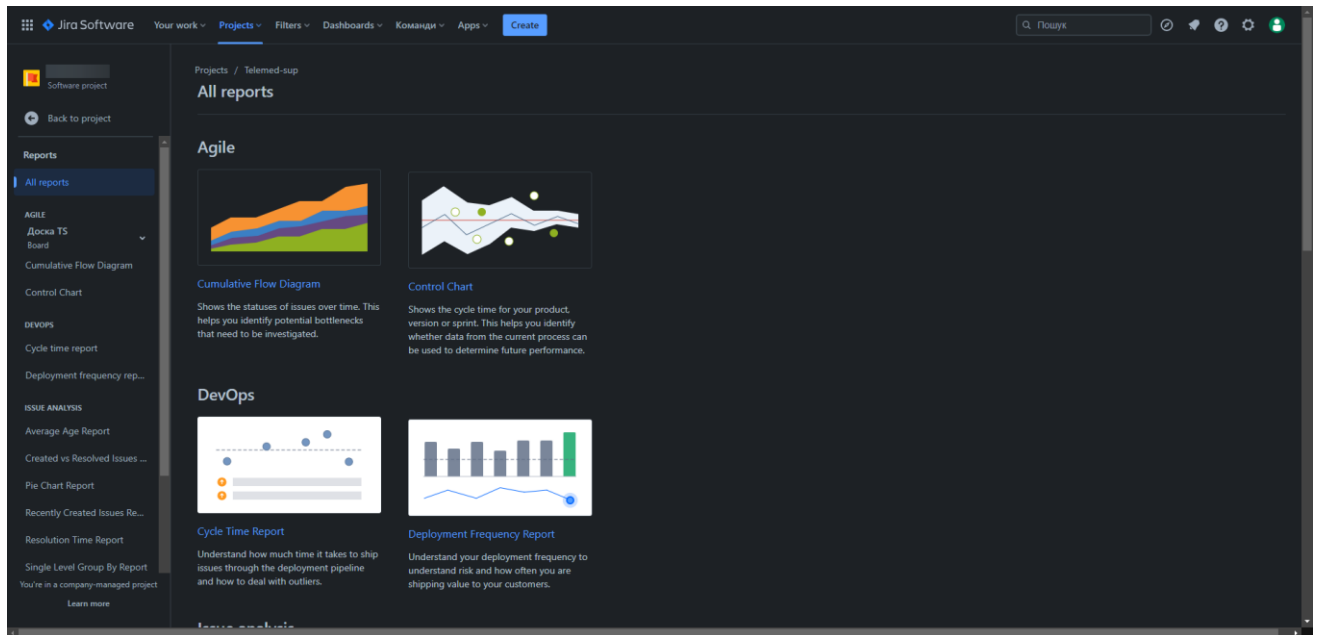 Jira Software Your work Projects Filters Dashboards Команди Apps Create Пошук
Software project
Back to project
Reports
All reports
AGILE
Доска TS
Board
Cumulative Flow Diagram
Control Chart
DEVOPS
Cycle time report
Deployment frequency rep...
ISSUE ANALYSIS
Average Age Report
Created vs Resolved Issues ...
Pie Chart Report
Recently Created Issues Re...
Resolution Time Report
Single Level Group By Report
You're in a company-managed project
Learn more
Projects / Telemed-sup
All reports
Agile
Cumulative Flow Diagram
Shows the statuses of issues over time. This
helps you identify potential bottlenecks
that need to be investigated.
Control Chart
Shows the cycle time for your product,
version or sprint. This helps you identify
whether data from the current process can
be used to determine future performance.
DevOps
Cycle Time Report
Understand how much time it takes to ship
issues through the deployment pipeline
and how to deal with outliers.
Deployment Frequency Report
Understand your deployment frequency to
understand risk and how often you are
shipping value to your customers.
Issue analysis